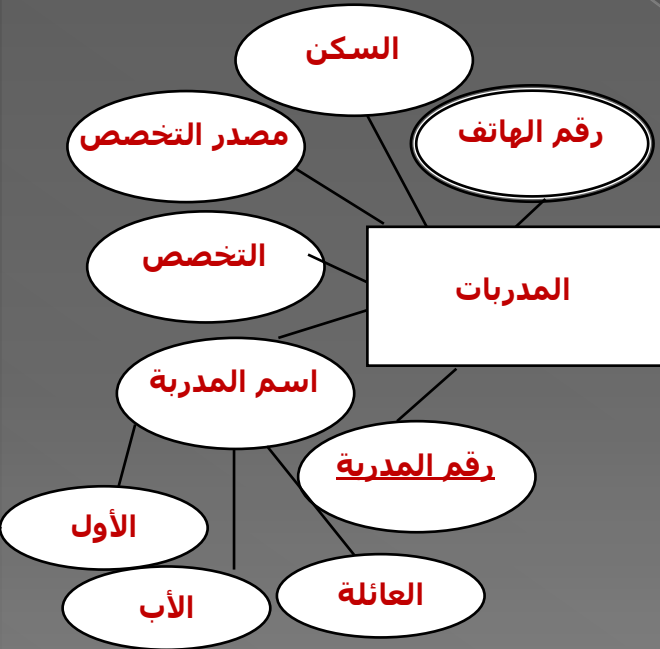 السكن
رقم الهاتف
مصدر التخصص
التخصص
المدربات
اسم المدربة
رقم المدربة
الأول
العائلة
الأب